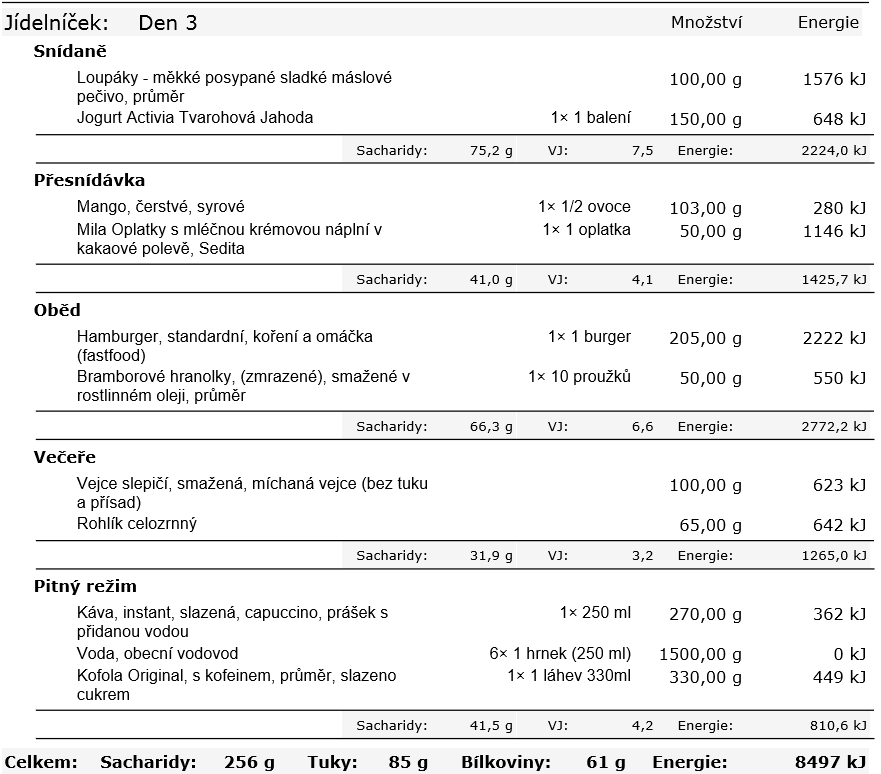 Jídelníček: Den 3 Množství Energie
Snídaně
Loupáky - měkké posypané sladké máslové
pečivo, průměr 100,00 g 1576 kJ
Jogurt Activia Tvarohová Jahoda 1× 1 balení 150,00 g 648 kJ
Sacharidy: 75,2 g VJ: 7,5 Energie: 2224,0 kJ
Přesnídávka
Mango, čerstvé, syrové 1× 1/2 ovoce 103,00 g 280 kJ
Mila Oplatky s mléčnou krémovou náplní v 1× 1 oplatka 50,00 g 1146 kJ
kakaové polevě, Sedita
Sacharidy: 41,0 g VJ: 4,1 Energie: 1425,7 kJ
Oběd
Hamburger, standardní, koření a omáčka 1× 1 burger 205,00 g 2222 kJ
(fastfood)
Bramborové hranolky, (zmrazené), smažené v 1× 10 proužků 50,00 g 550 kJ
rostlinném oleji, průměr
Sacharidy: 66,3 g VJ: 6,6 Energie: 2772,2 kJ
Večeře
Vejce slepičí, smažená, míchaná vejce (bez tuku 100,00 g 623 kJ
a přísad)
Rohlík celozrnný 65,00 g 642 kJ
Sacharidy: 31,9 g VJ: 3,2 Energie: 1265,0 kJ
Pitný režim
Káva, instant, slazená, capuccino, prášek s 1× 250 ml 270,00 g 362 kJ
přidanou vodou
Voda, obecní vodovod 6× 1 hrnek (250 ml) 1500,00 g 0 kJ
Kofola Original, s kofeinem, průměr, slazeno 1× 1 láhev 330ml 330,00 g 449 kJ
cukrem
Sacharidy: 41,5 g VJ: 4,2 Energie: 810,6 kJ
Celkem: Sacharidy: 256 g Tuky: 85 g Bílkoviny: 61 g Energie: 8497 kJ